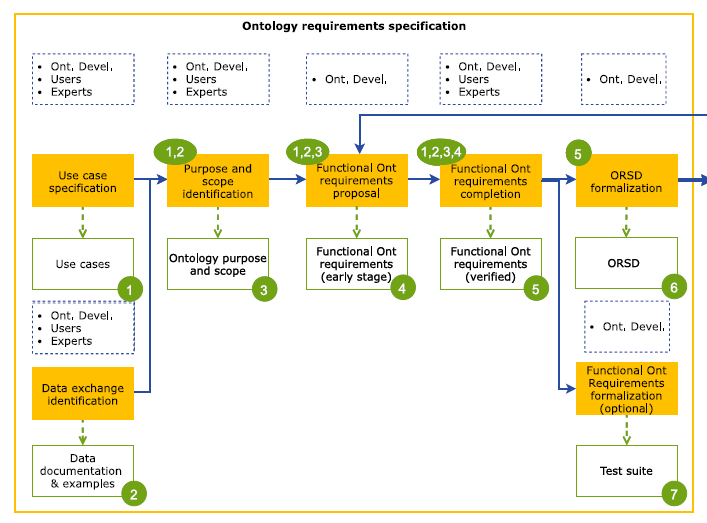 Ontology requirements specification
• Ont. Devel.
• Users
• Experts
• Ont. Devel.
• Users
• Experts
• Ont. Devel.
• Ont. Devel.
• Users
• Experts
• Ont. Devel.
1,2
1,2,3
1,2,3,4
5
Use case
specification
Purpose and
scope
identification
Functional Ont
requirements
proposal
Functional Ont
requirements
completion
ORSD
formalization
Use cases
1
Ontology purpose
and scope
3
Functional Ont
requirements
(early stage)
4
Functional Ont
requirements
(verified)
5
ORSD
6
• Ont. Devel.
• Users
• Experts
• Ont. Devel.
Data exchange
identification
Functional Ont
Requirements
formalization
(optional)
Data
documentation
& examples
2
Test suite
7